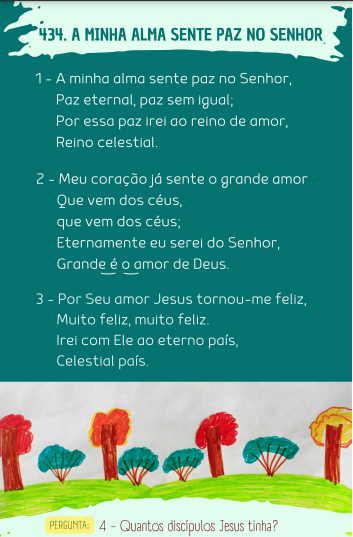 434. A MINHA ALMA SENTE PAZ NO SENHOR
1 - A minha alma sente paz no Senhor,
Paz eternal, paz sem igual;
Por essa paz irei ao reino de amor,
Reino celestial.
2 - Meu coração já sente o grande amor
Que vem dos céus,
que vem dos céus;
Eternamente eu serei do Senhor,
Grande é o amor de Deus.
3 - Por Seu amor Jesus tornou-me feliz,
Muito feliz, muito feliz.
Irei com Ele ao eterno país,
Celestial país.
PERGUNTA: 4 - Quantos discípulos Jesus tinha?